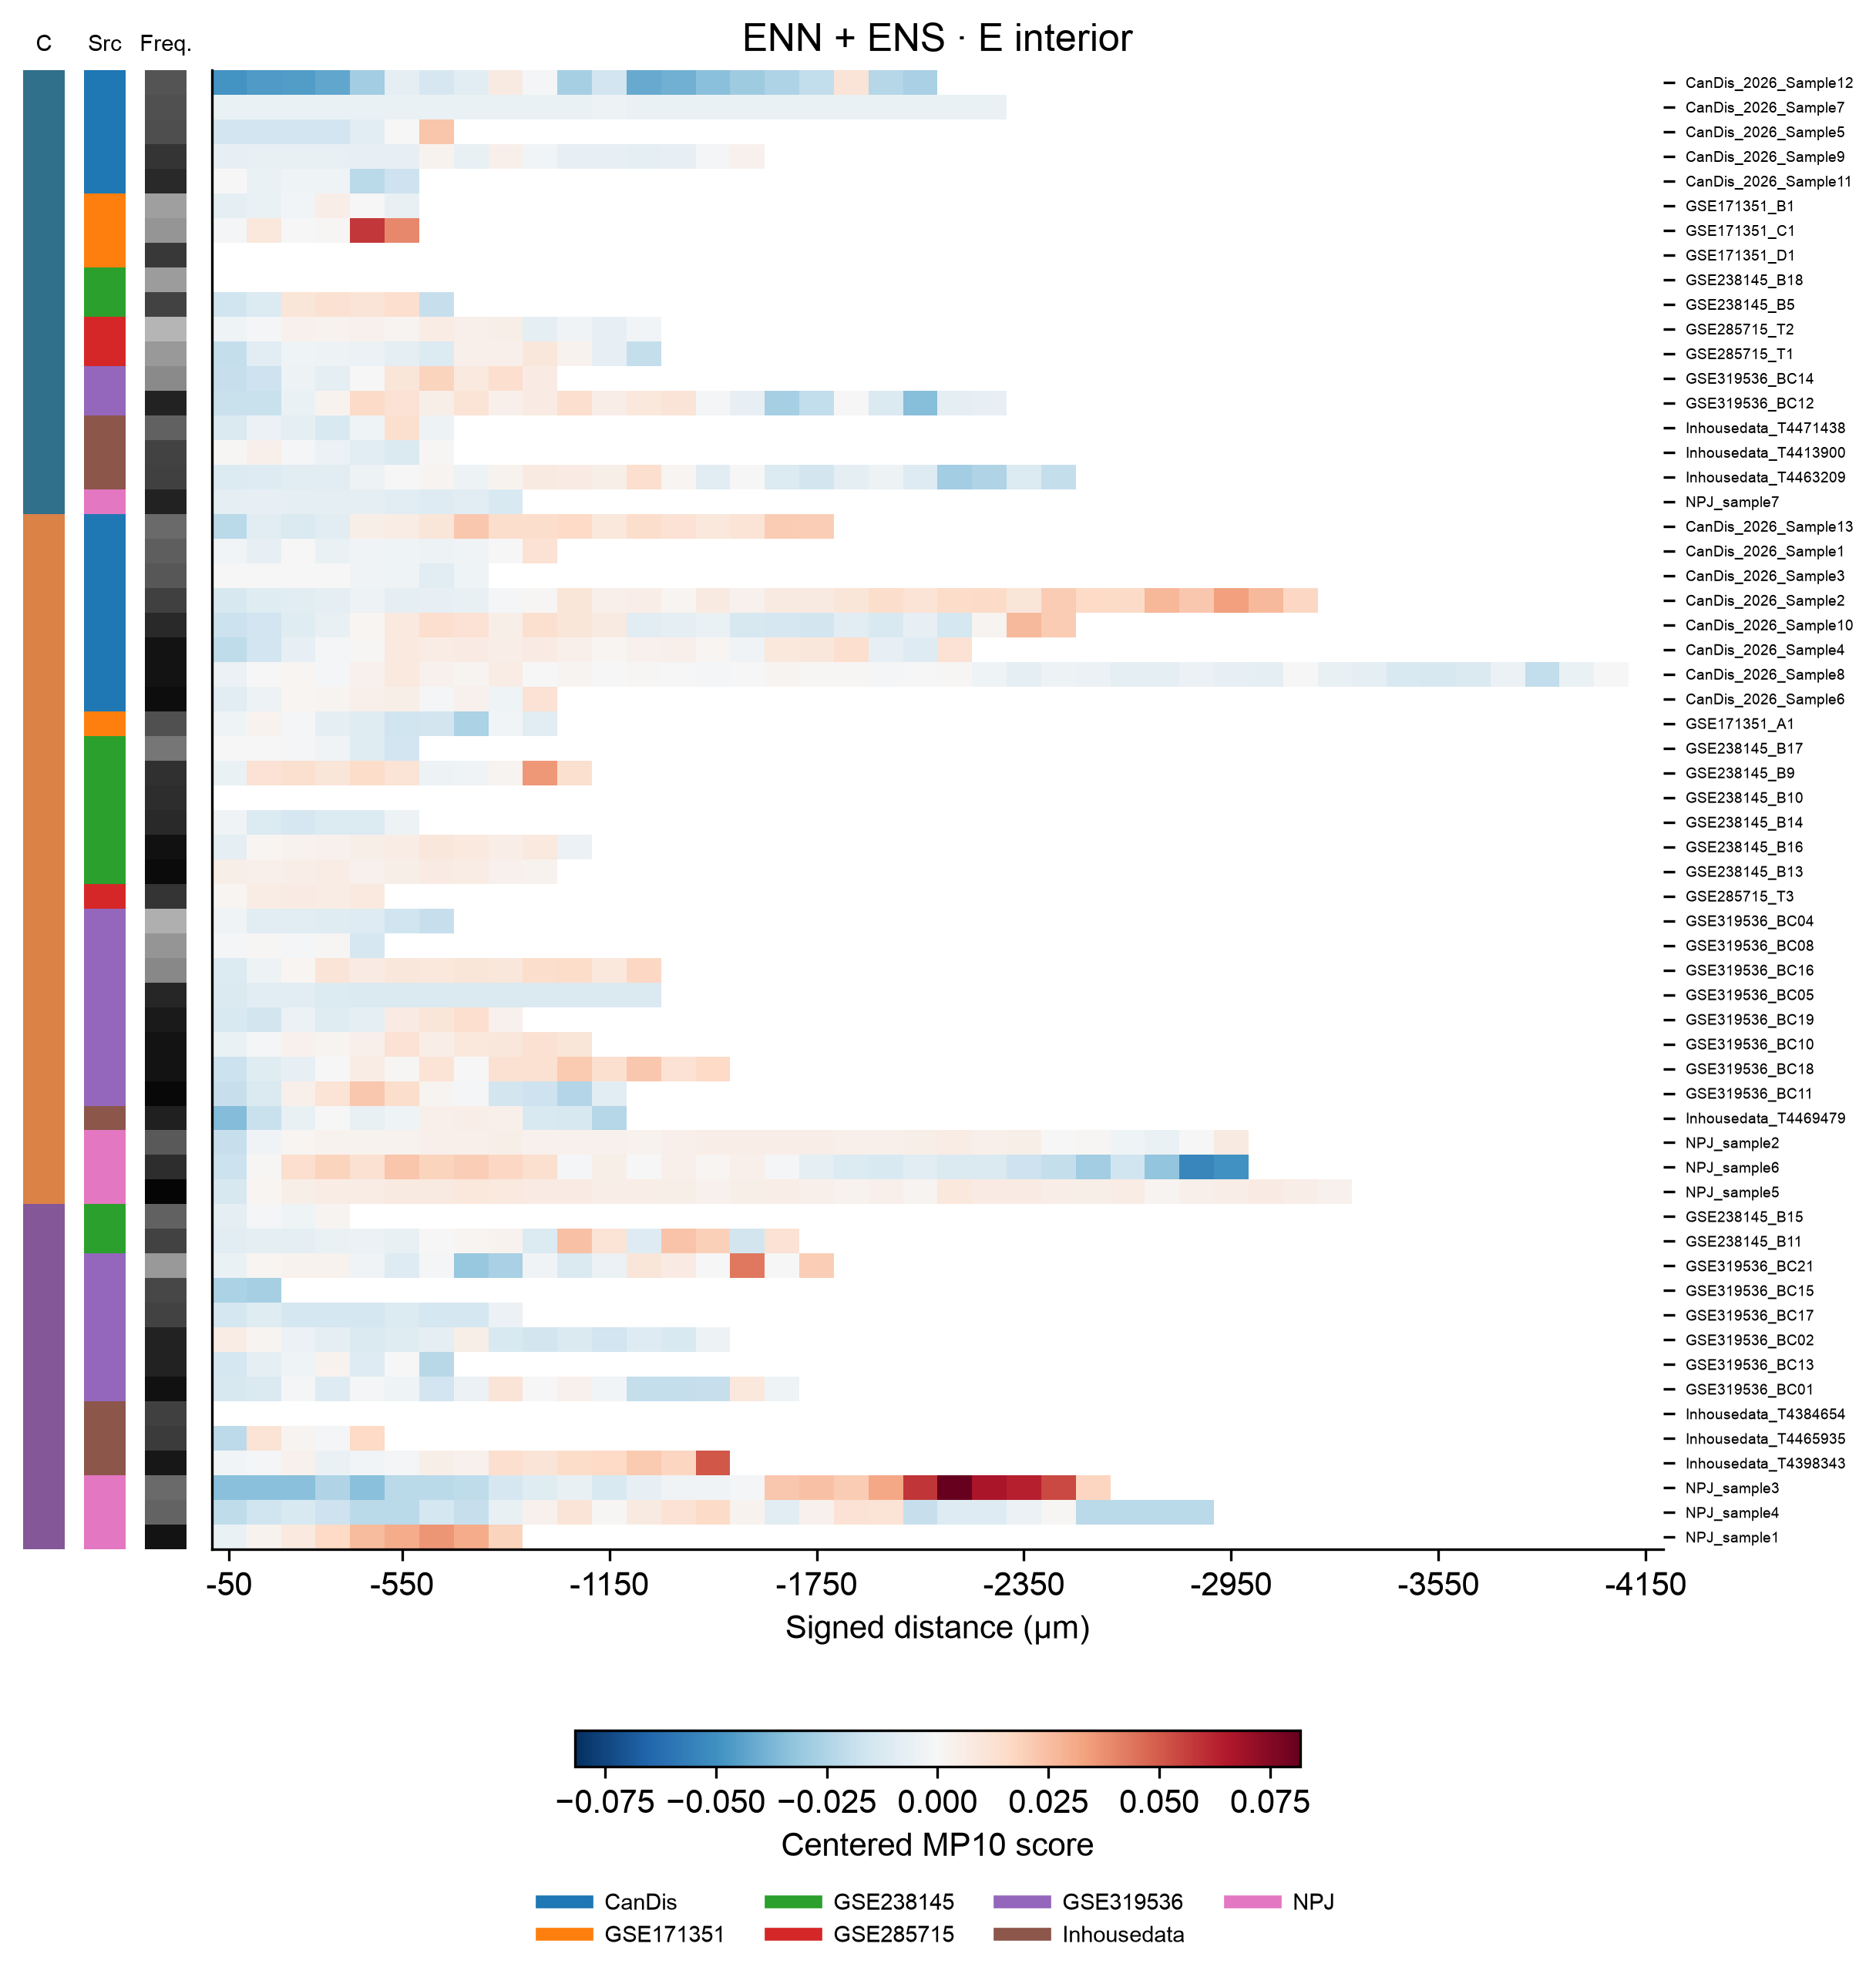 ENN + ENS · E interior
C Src Freq.
CanDis_2026_Sample12
CanDis_2026_Sample7
CanDis_2026_Sample5
CanDis_2026_Sample9
CanDis_2026_Sample11
GSE171351_B1
GSE171351_C1
GSE171351_D1
GSE238145_B18
GSE238145_B5
GSE285715_T2
GSE285715_T1
GSE319536_BC14
GSE319536_BC12
Inhousedata_T4471438
Inhousedata_T4413900
Inhousedata_T4463209
NPJ_sample7
CanDis_2026_Sample13
CanDis_2026_Sample1
CanDis_2026_Sample3
CanDis_2026_Sample2
CanDis_2026_Sample10
CanDis_2026_Sample4
CanDis_2026_Sample8
CanDis_2026_Sample6
GSE171351_A1
GSE238145_B17
GSE238145_B9
GSE238145_B10
GSE238145_B14
GSE238145_B16
GSE238145_B13
GSE285715_T3
GSE319536_BC04
GSE319536_BC08
GSE319536_BC16
GSE319536_BC05
GSE319536_BC19
GSE319536_BC10
GSE319536_BC18
GSE319536_BC11
Inhousedata_T4469479
NPJ_sample2
NPJ_sample6
NPJ_sample5
GSE238145_B15
GSE238145_B11
GSE319536_BC21
GSE319536_BC15
GSE319536_BC17
GSE319536_BC02
GSE319536_BC13
GSE319536_BC01
Inhousedata_T4384654
Inhousedata_T4465935
Inhousedata_T4398343
NPJ_sample3
NPJ_sample4
NPJ_sample1
-50 -550 -1150 -1750 -2350 -2950 -3550 -4150
Signed distance (μm)
−0.075 −0.050 −0.025 0.000 0.025 0.050 0.075
Centered MP10 score
CanDis GSE238145 GSE319536 NPJ
GSE171351 GSE285715 Inhousedata